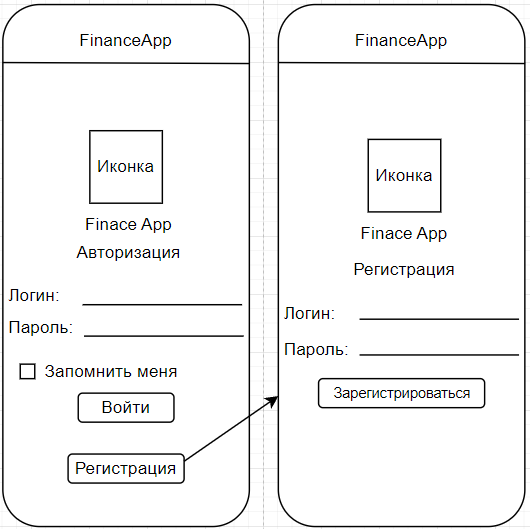 FinanceApp
Иконка
Finace App
Авторизация
Логин:
Пароль:
Запомнить меня
Войти
Регистрация
FinanceApp
Иконка
Finace App
Регистрация
Логин:
Пароль:
Зарегистрироваться